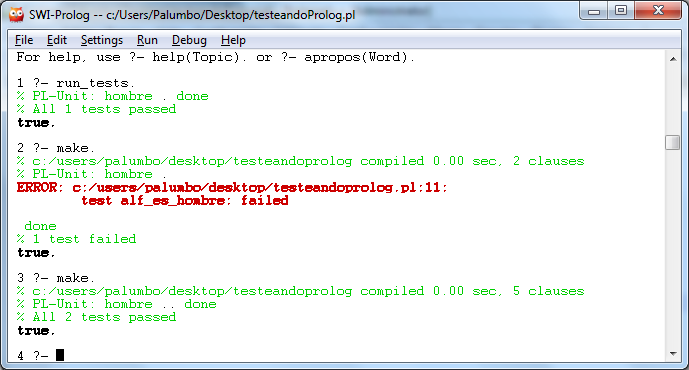 SWI-Prolog -- c:/Users/Palumbo/Desktop/testeandoProlog.pl
File Edit Settings Run Debug Help
For help, use ?- help(Topic). or ?- apropos(Word).
1 ?- run_tests.
% PL-Unit: hombre . done
% All 1 tests passed
true.
2 ?- make.
% c:/users/palumbo/desktop/testeandoprolog compiled 0.00 sec, 2 clauses
% PL-Unit: hombre .
ERROR: c:/users/palumbo/desktop/testeandoprolog.pl:11:
test alf_es_hombre: failed
done
% 1 test failed
true.
3 ?- make.
% c:/users/palumbo/desktop/testeandoprolog compiled 0.00 sec, 5 clauses
% PL-Unit: hombre .. done
% All 2 tests passed
true.
4 ?-